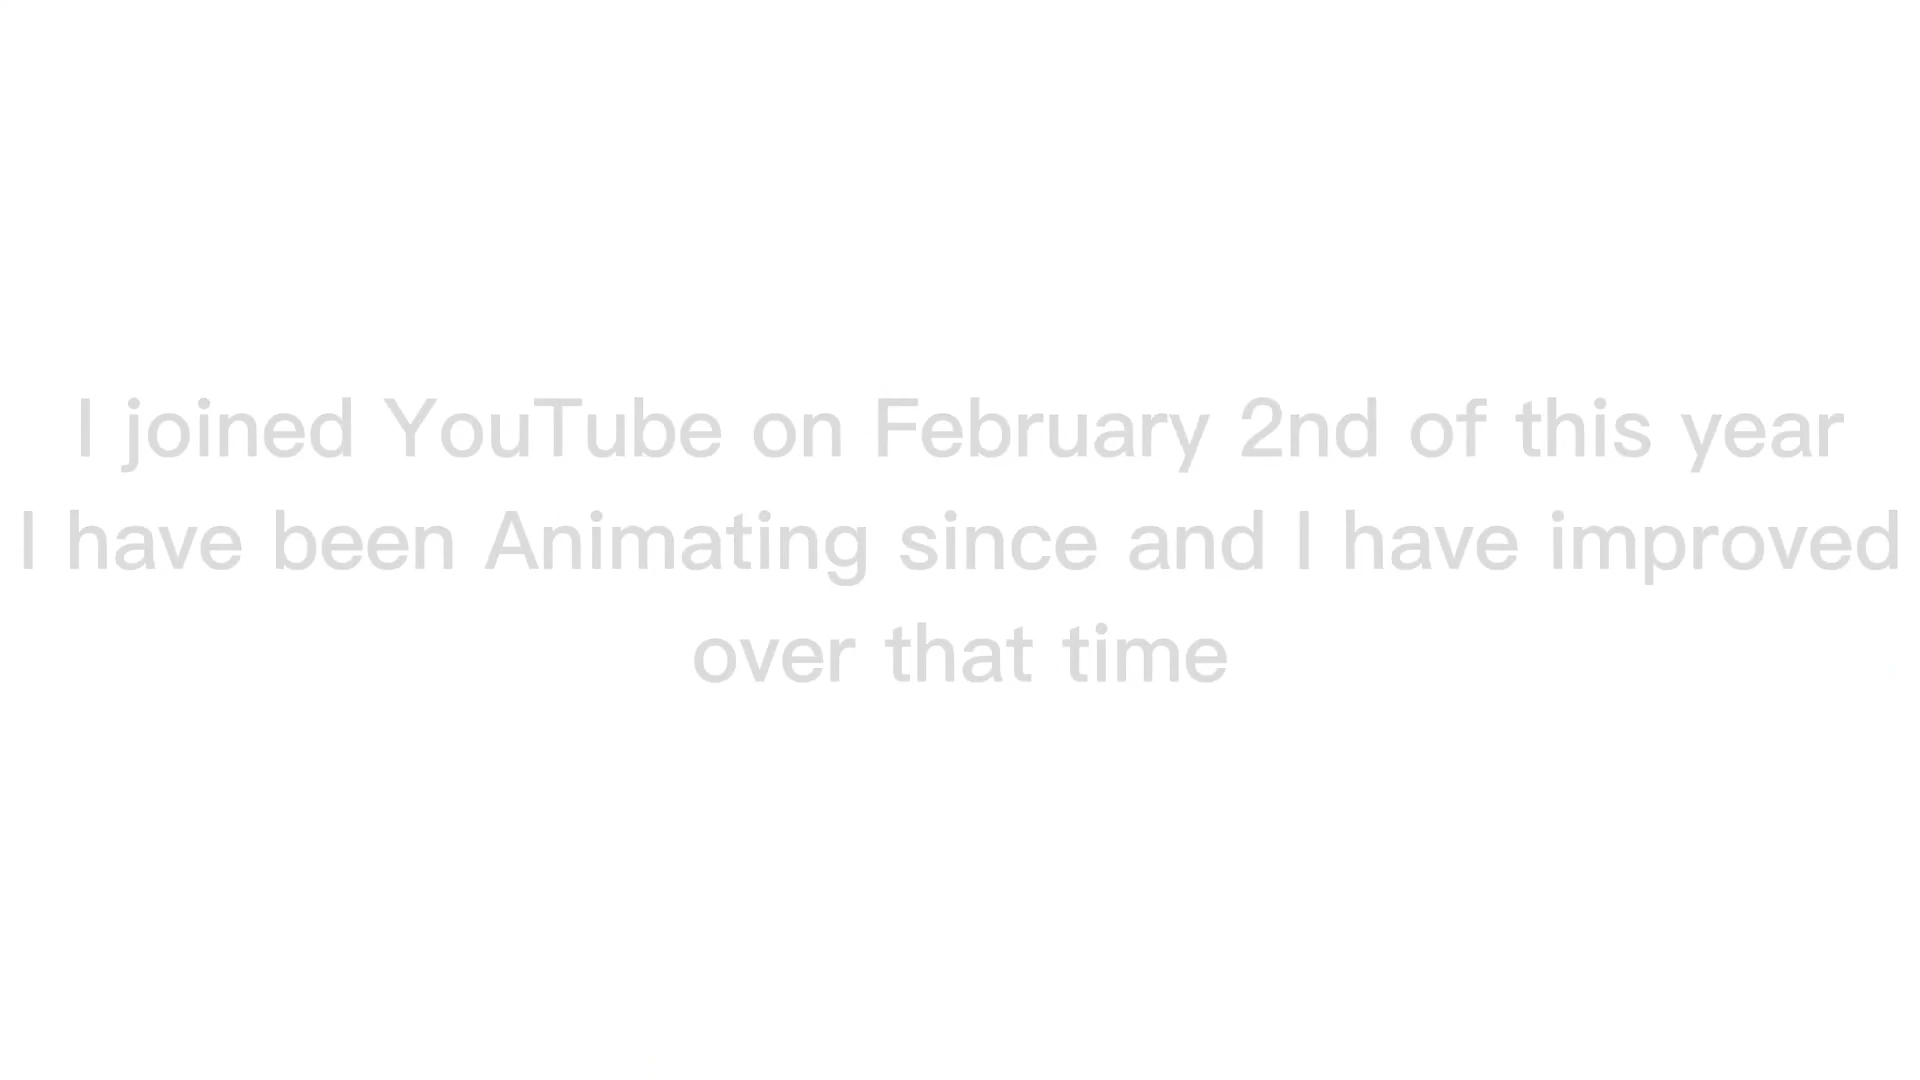 I joined YouTube on February 2nd of this year
I have been Animating since and I have improved
over that time